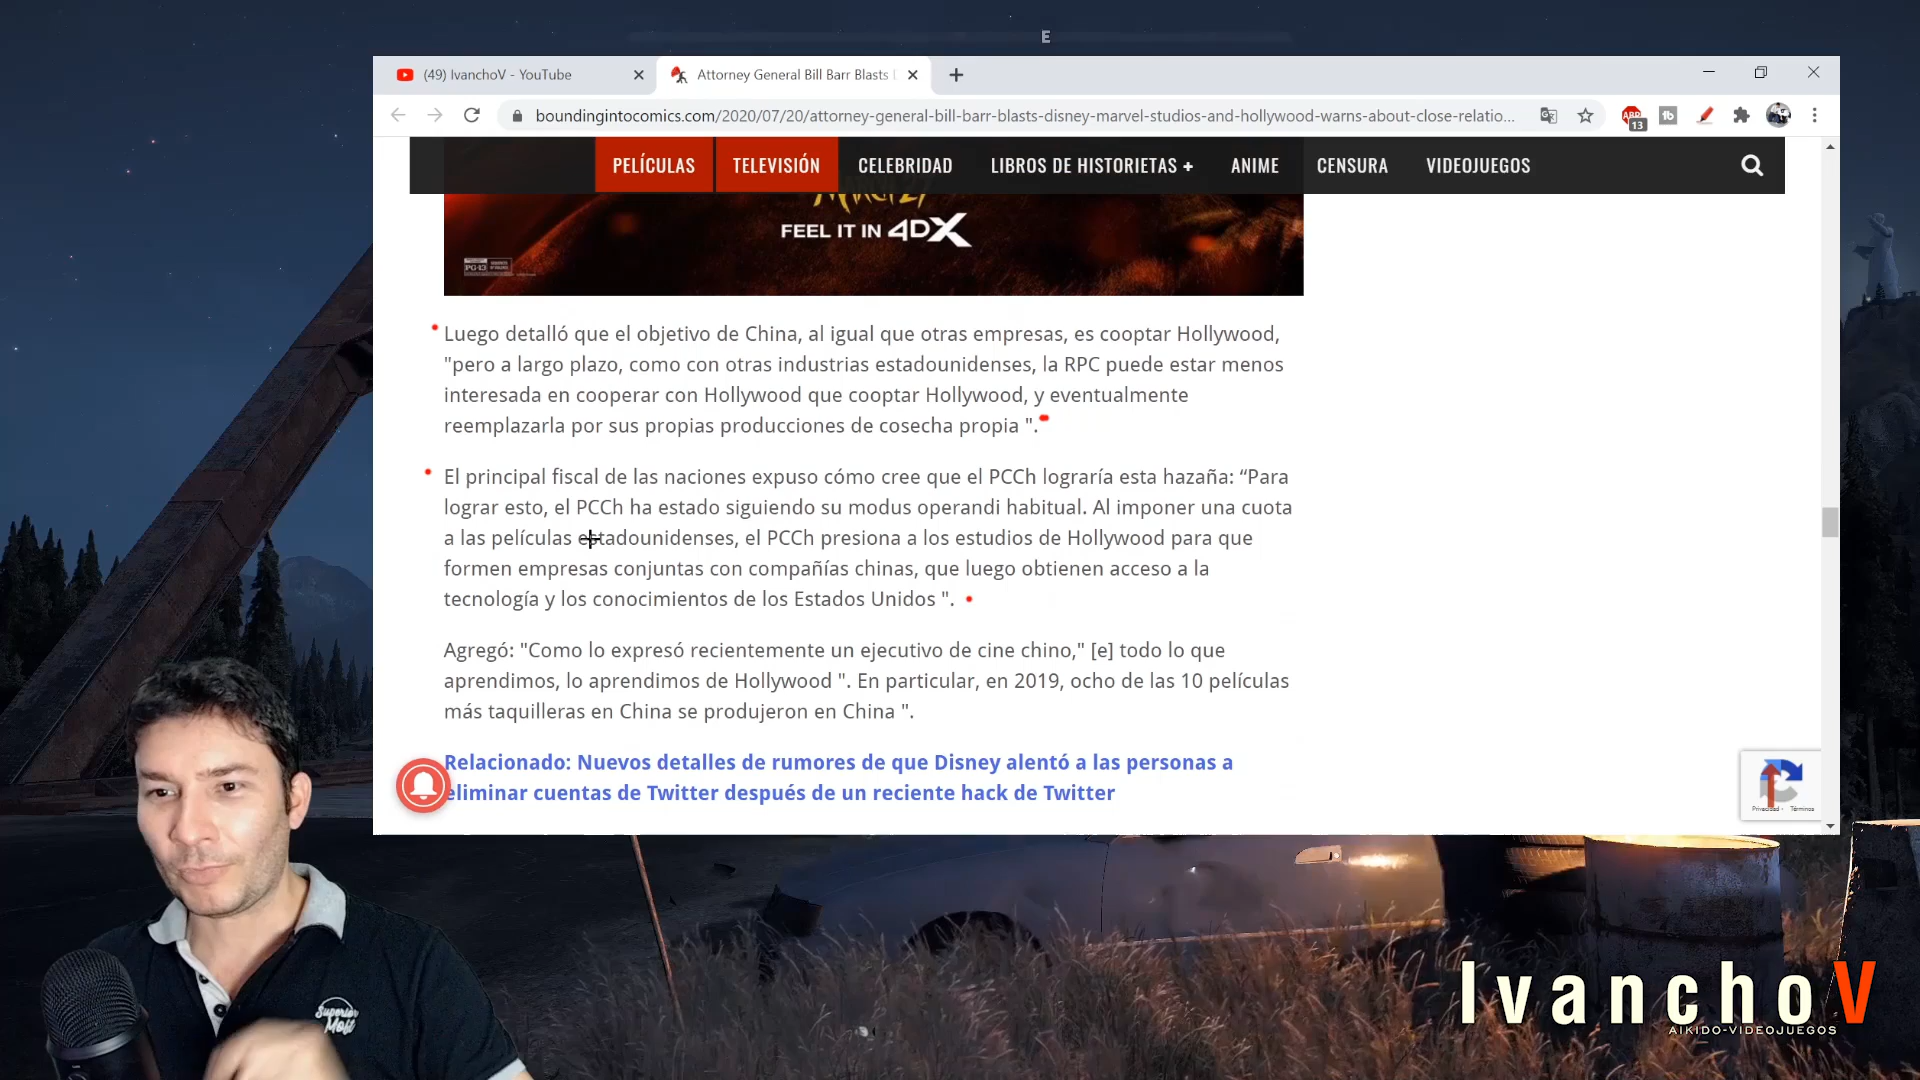 E
(49) IvanchoV - YouTube
Attorney General Bill Barr Blasts
boundingintocomics.com/2020/07/20/attorney-general-bill-barr-blasts-disney-marvel-studios-and-hollywood-warns-about-close-relatio...
ABP
13
tb
PELÍCULAS TELEVISIÓN CELEBRIDAD LIBROS DE HISTORIETAS + ANIME CENSURA VIDEOJUEGOS
FEEL IT IN 4DX
PG-13
Luego detalló que el objetivo de China, al igual que otras empresas, es cooptar Hollywood,
"pero a largo plazo, como con otras industrias estadounidenses, la RPC puede estar menos
interesada en cooperar con Hollywood que cooptar Hollywood, y eventualmente
reemplazarla por sus propias producciones de cosecha propia ".
El principal fiscal de las naciones expuso cómo cree que el PCCh lograría esta hazaña: “Para
lograr esto, el PCCh ha estado siguiendo su modus operandi habitual. Al imponer una cuota
a las películas estadounidenses, el PCCh presiona a los estudios de Hollywood para que
formen empresas conjuntas con compañías chinas, que luego obtienen acceso a la
tecnología y los conocimientos de los Estados Unidos ".
Agregó: "Como lo expresó recientemente un ejecutivo de cine chino," [e] todo lo que
aprendimos, lo aprendimos de Hollywood ". En particular, en 2019, ocho de las 10 películas
más taquilleras en China se produjeron en China ".
Relacionado: Nuevos detalles de rumores de que Disney alentó a las personas a
eliminar cuentas de Twitter después de un reciente hack de Twitter
Privacidad - Términos
Superior
Moët
IvanchoV
AIKIDO-VIDEOJUEGOS